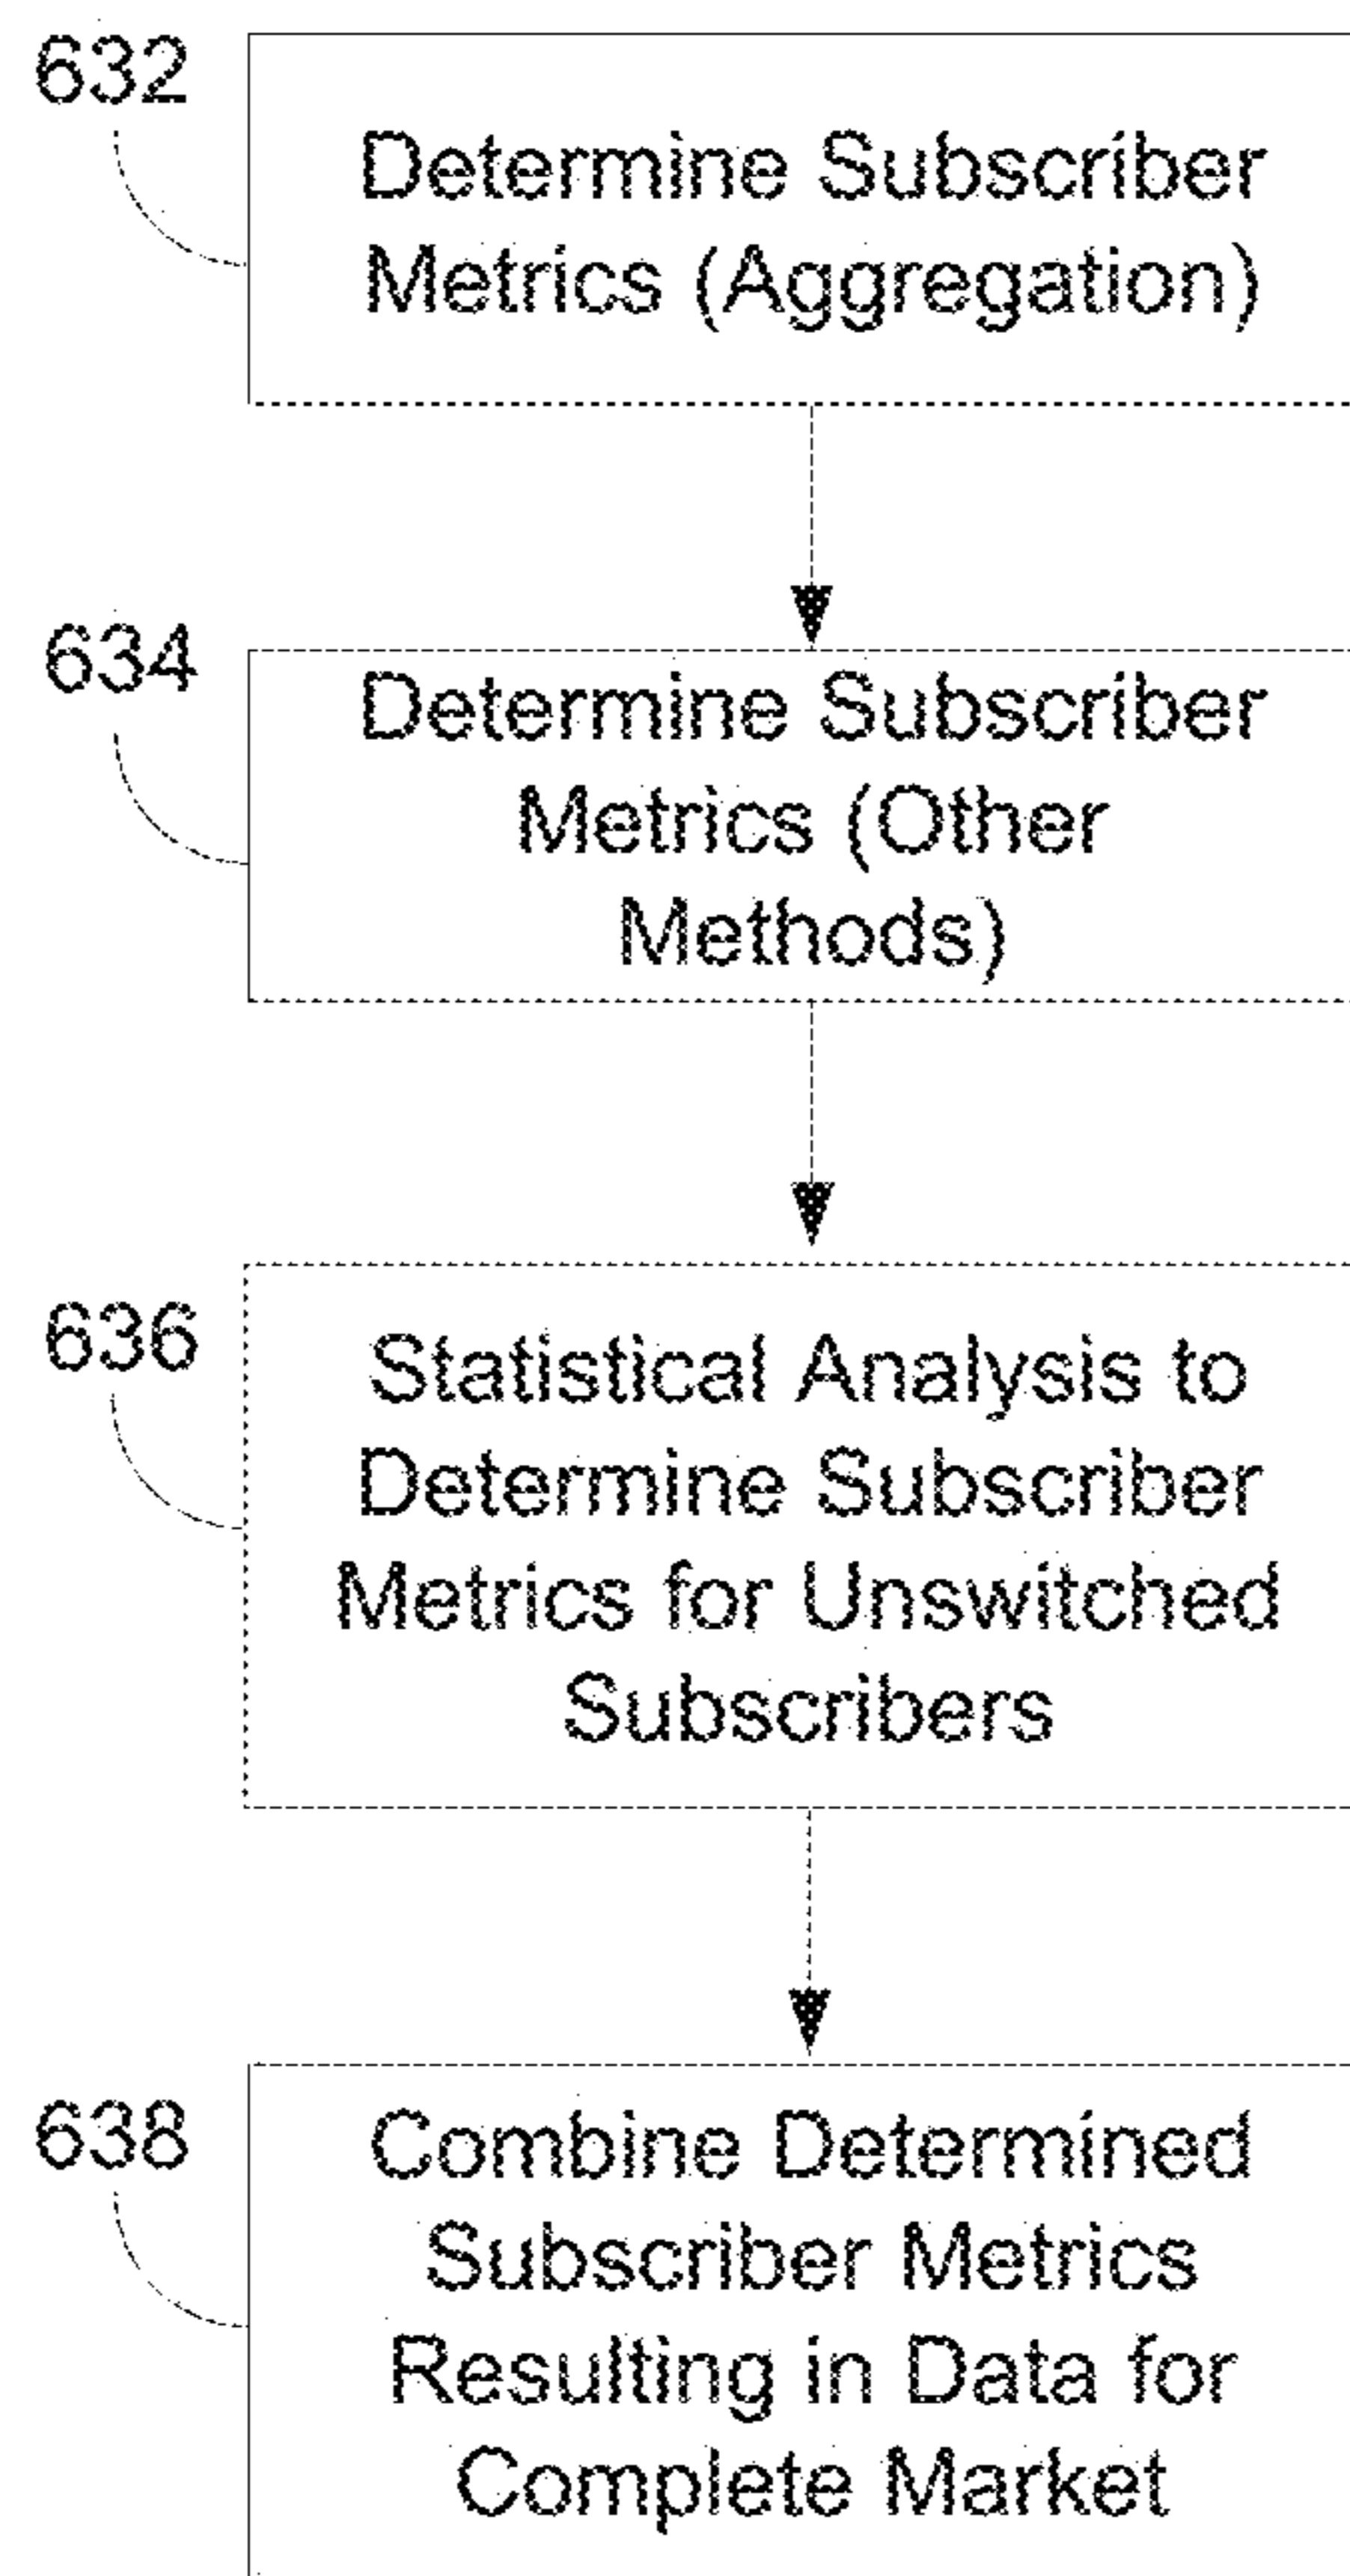 632
Determine Subscriber
Metrics (Aggregation)
634
Determine Subscriber
Metrics (Other
Methods)
636
Statistical Analysis to
Determine Subscriber
Metrics for Unswitched
Subscribers
638
Combine Determined
Subscriber Metrics
Resulting in Data for
Complete Market